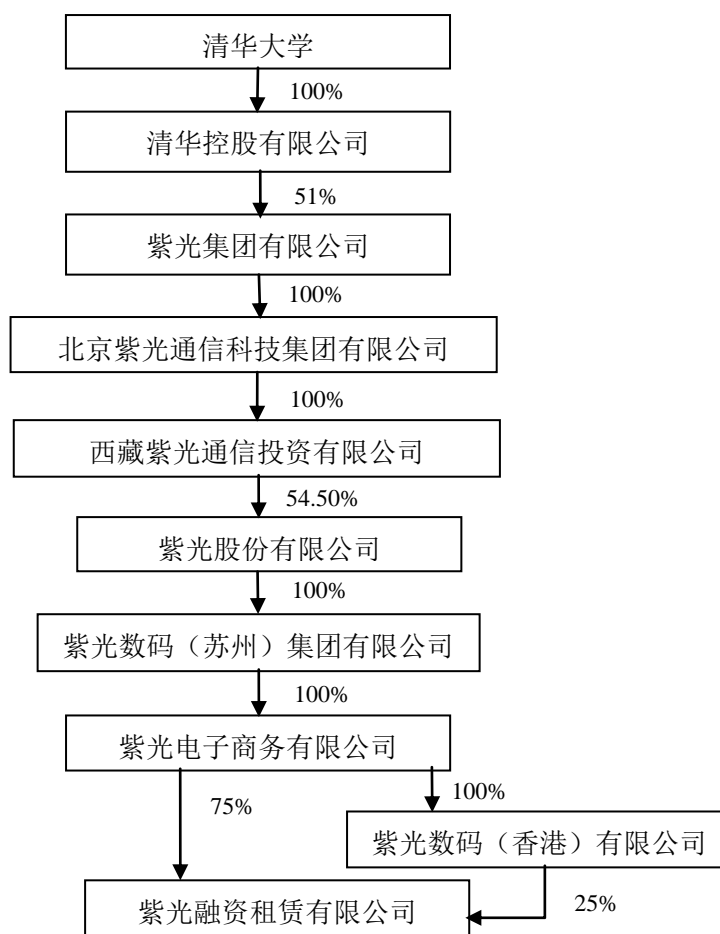 清华大学
100%
清华控股有限公司
51%
紫光集团有限公司
100%
北京紫光通信科技集团有限公司
100%
西藏紫光通信投资有限公司
54.50%
紫光股份有限公司
100%
紫光数码（苏州）集团有限公司
100%
紫光电子商务有限公司
75%
100%
紫光数码（香港）有限公司
紫光融资租赁有限公司
25%